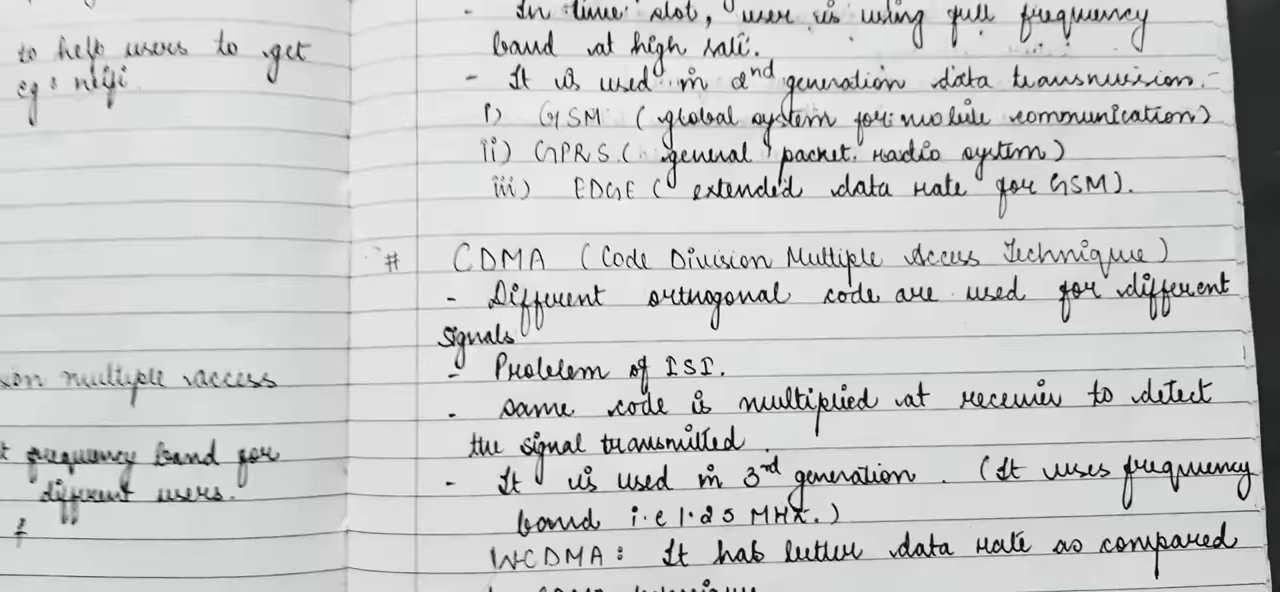 to help users to get
eg:
xon multiple access
t frequency band for
different users.
In time slot, user is using full frequency
band at high rate.
- It is used in 2nd generation data transmission.
i) GSM (global system for mobile communication)
ii) GPRS (general packet radio system)
iii) EDGE (extended data rate for GSM).
# CDMA (Code Division Multiple Access Technique)
- Different orthogonal code are used for different
signals
- Problem of ISI.
- same code is multiplied at receiver to detect
the signal transmitted.
- It is used in 3rd generation. (It uses frequency
band i.e 1.25 MHz.)
WCDMA: It has better data rate as compared